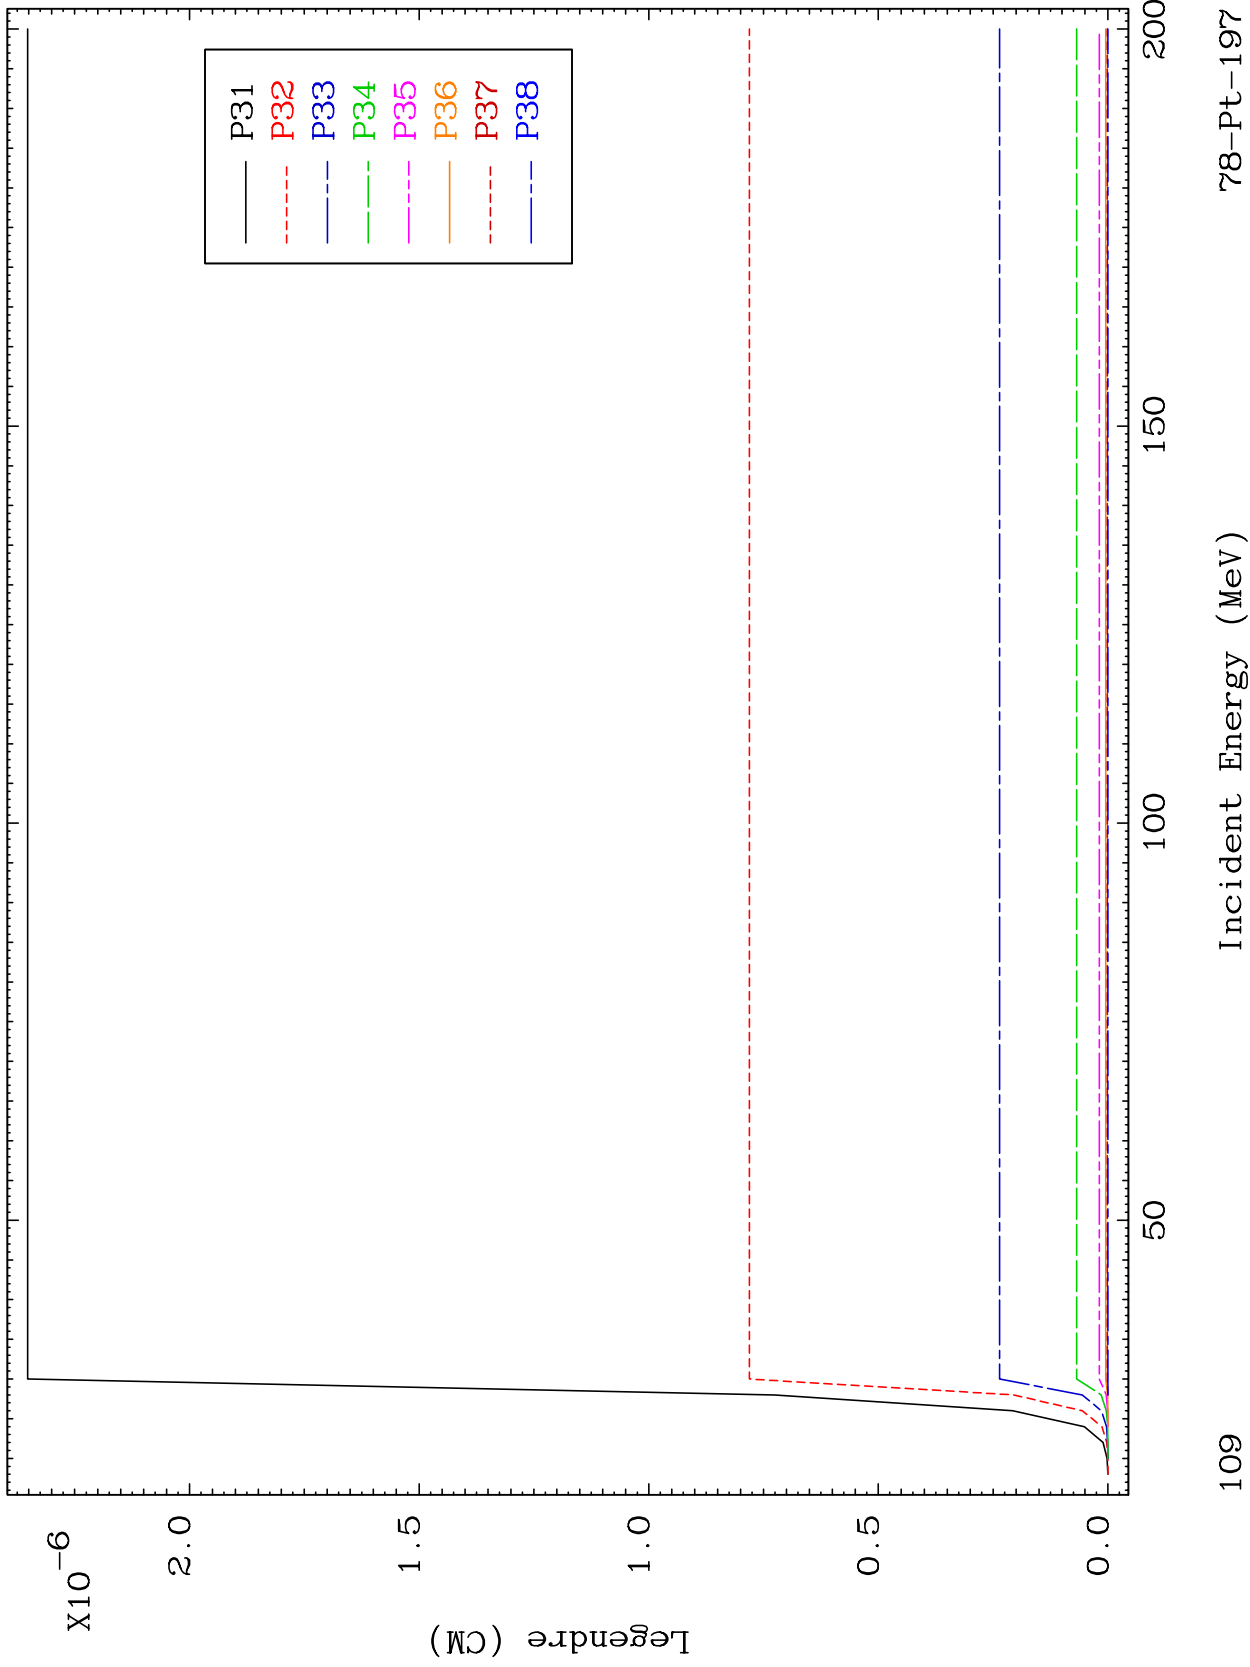 X10-6
2.0
1.5
1.0
0.5
0.0
Legendre (CM)
P31
P32
P33
P34
P35
P36
P37
P38
50
100
150
200
109
Incident Energy (MeV)
78-Pt-197